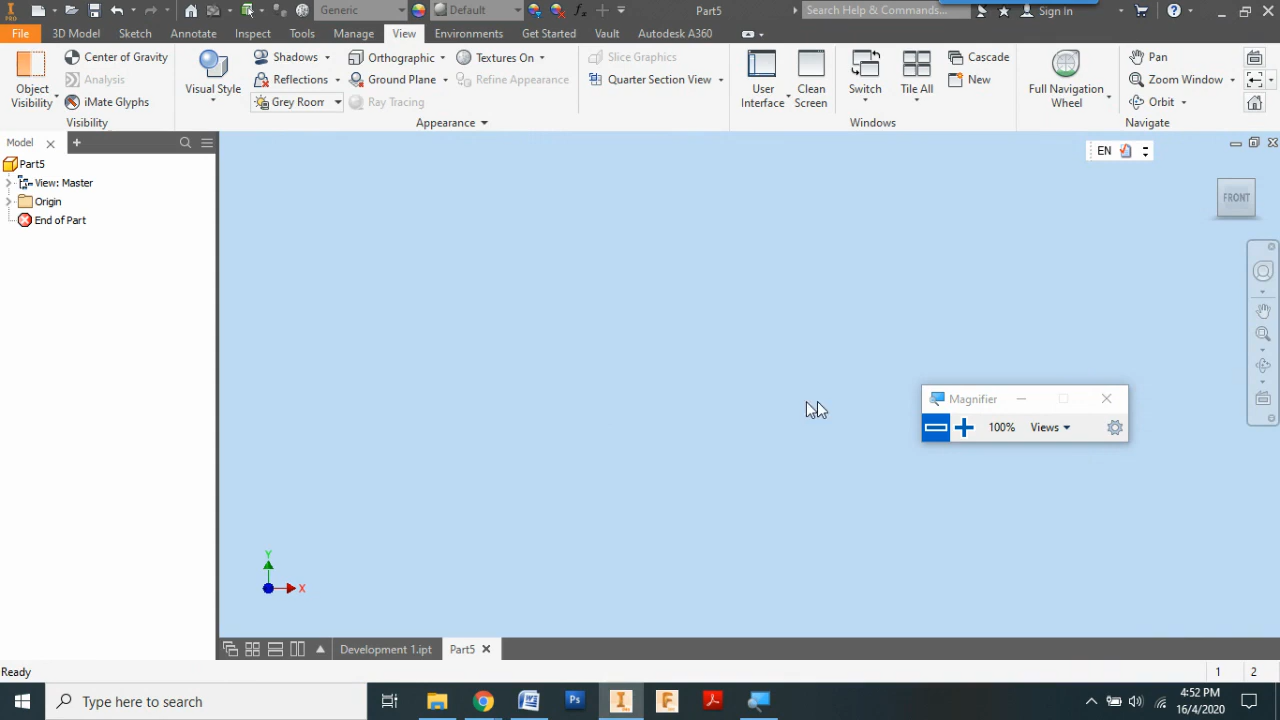 PRO Generic Default Part5 Search Help & Commands... Sign In
File 3D Model Sketch Annotate Inspect Tools Manage View Environments Get Started Vault Autodesk A360
Object Visibility
Center of Gravity
Analysis
iMate Glyphs
Visibility
Visual Style
Shadows
Reflections
Grey Room
Orthographic
Ground Plane
Ray Tracing
Textures On
Refine Appearance
Appearance
Slice Graphics
Quarter Section View
User Interface
Clean Screen
Switch
Tile All
Cascade
New
Windows
Full Navigation Wheel
Pan
Zoom Window
Orbit
Navigate
Model
Part5
View: Master
Origin
End of Part
EN
FRONT
Magnifier
100% Views
Y
X
Development 1.ipt Part5
Ready 1 2
Type here to search
W Ps I F
4:52 PM
16/4/2020